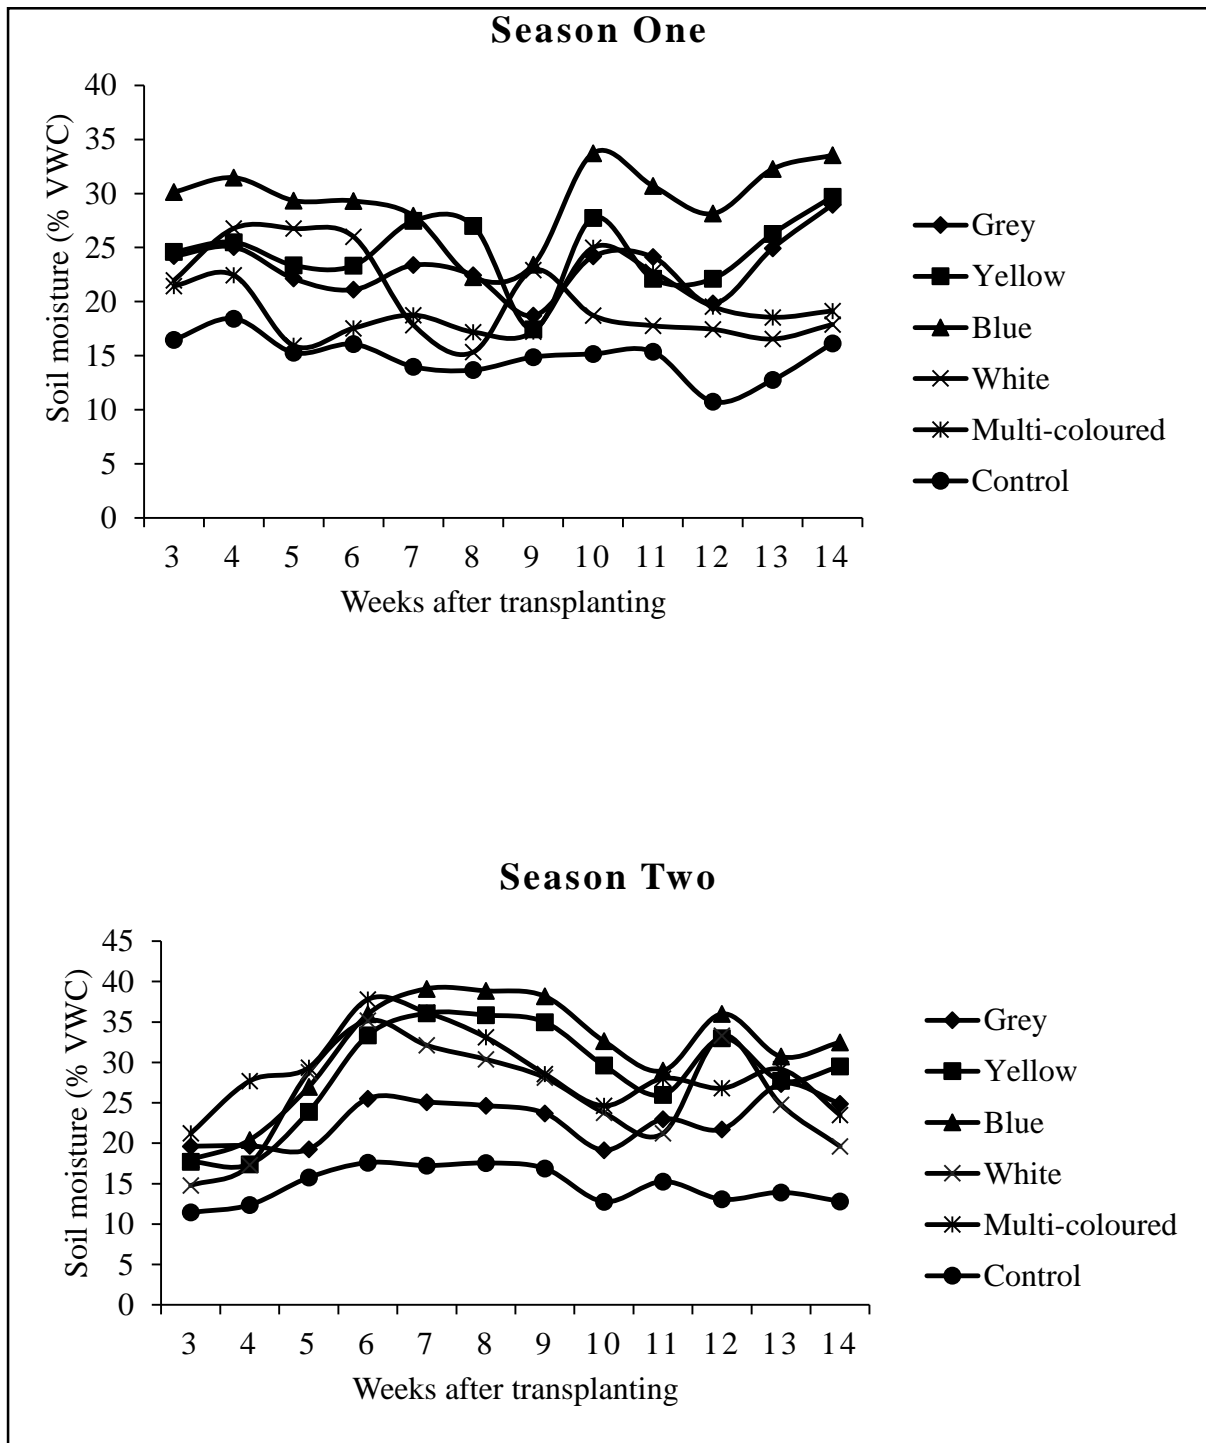 Season One
40
35
30
25
20
15
10
5
0
Soil moisture (% VWC)
3 4 5 6 7 8 9 10 11 12 13 14
Weeks after transplanting
Grey
Yellow
Blue
White
Multi-coloured
Control
Season Two
45
40
35
30
25
20
15
10
5
0
Soil moisture (% VWC)
3 4 5 6 7 8 9 10 11 12 13 14
Weeks after transplanting
Grey
Yellow
Blue
White
Multi-coloured
Control